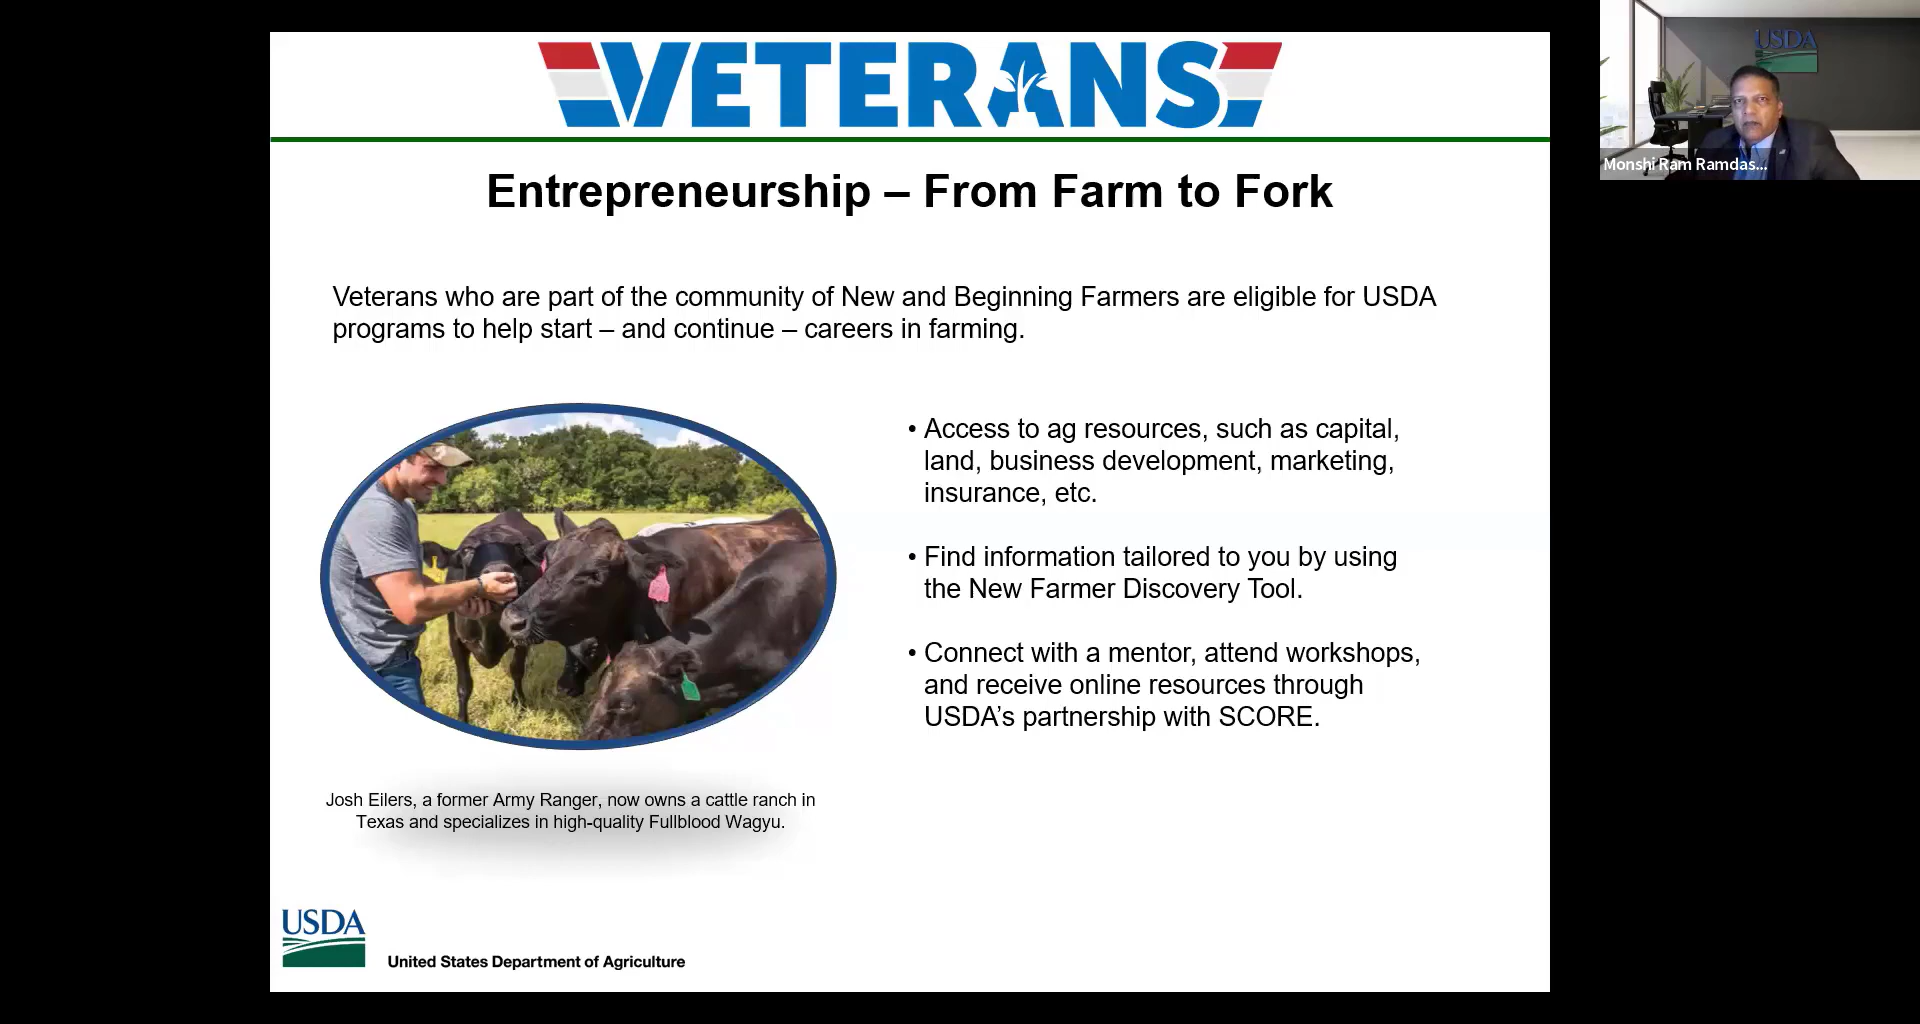 VETERANS
USDA
Monshi Ram Ramdas...
Entrepreneurship – From Farm to Fork
Veterans who are part of the community of New and Beginning Farmers are eligible for USDA
programs to help start – and continue – careers in farming.
• Access to ag resources, such as capital,
land, business development, marketing,
insurance, etc.
• Find information tailored to you by using
the New Farmer Discovery Tool.
• Connect with a mentor, attend workshops,
and receive online resources through
USDA’s partnership with SCORE.
Josh Eilers, a former Army Ranger, now owns a cattle ranch in
Texas and specializes in high-quality Fullblood Wagyu.
USDA
United States Department of Agriculture